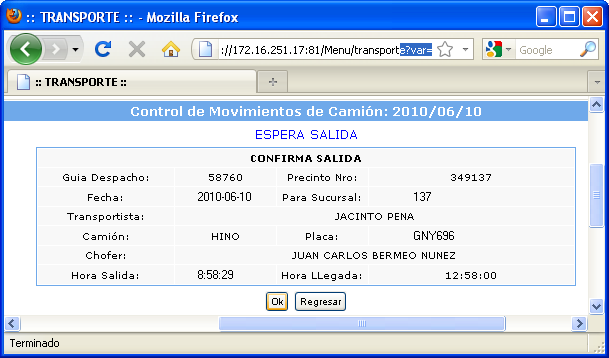 :: TRANSPORTE :: - Mozilla Firefox
://172.16.251.17:81/Menu/transporte?var= Google
:: TRANSPORTE ::
Control de Movimientos de Camión: 2010/06/10
ESPERA SALIDA
CONFIRMA SALIDA
Guia Despacho: 58760 Precinto Nro: 349137
Fecha: 2010-06-10 Para Sucursal: 137
Transportista: JACINTO PENA
Camión: HINO Placa: GNY696
Chofer: JUAN CARLOS BERMEO NUNEZ
Hora Salida: 8:58:29 Hora LLegada: 12:58:00
Ok Regresar
Terminado